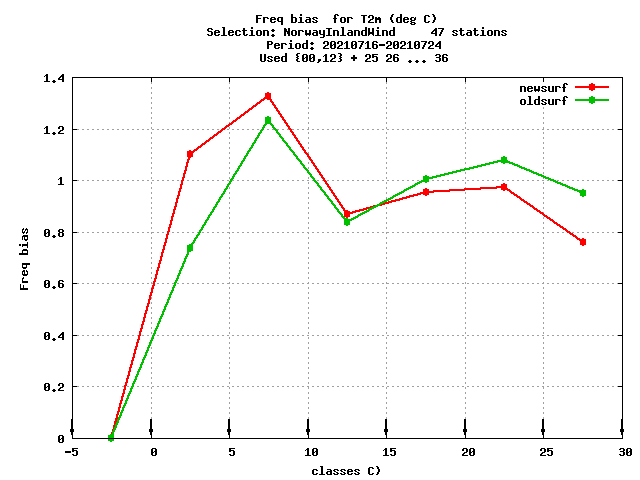 Freq bias  for T2m (deg C)
Selection: NorwayInlandWind     47 stations
Period: 20210716-20210724
Used {00,12} + 25 26 ... 36
newsurf
oldsurf
1.4
1.2
1
0.8
0.6
0.4
0.2
0
Freq bias
-5 0 5 10 15 20 25 30
classes C)